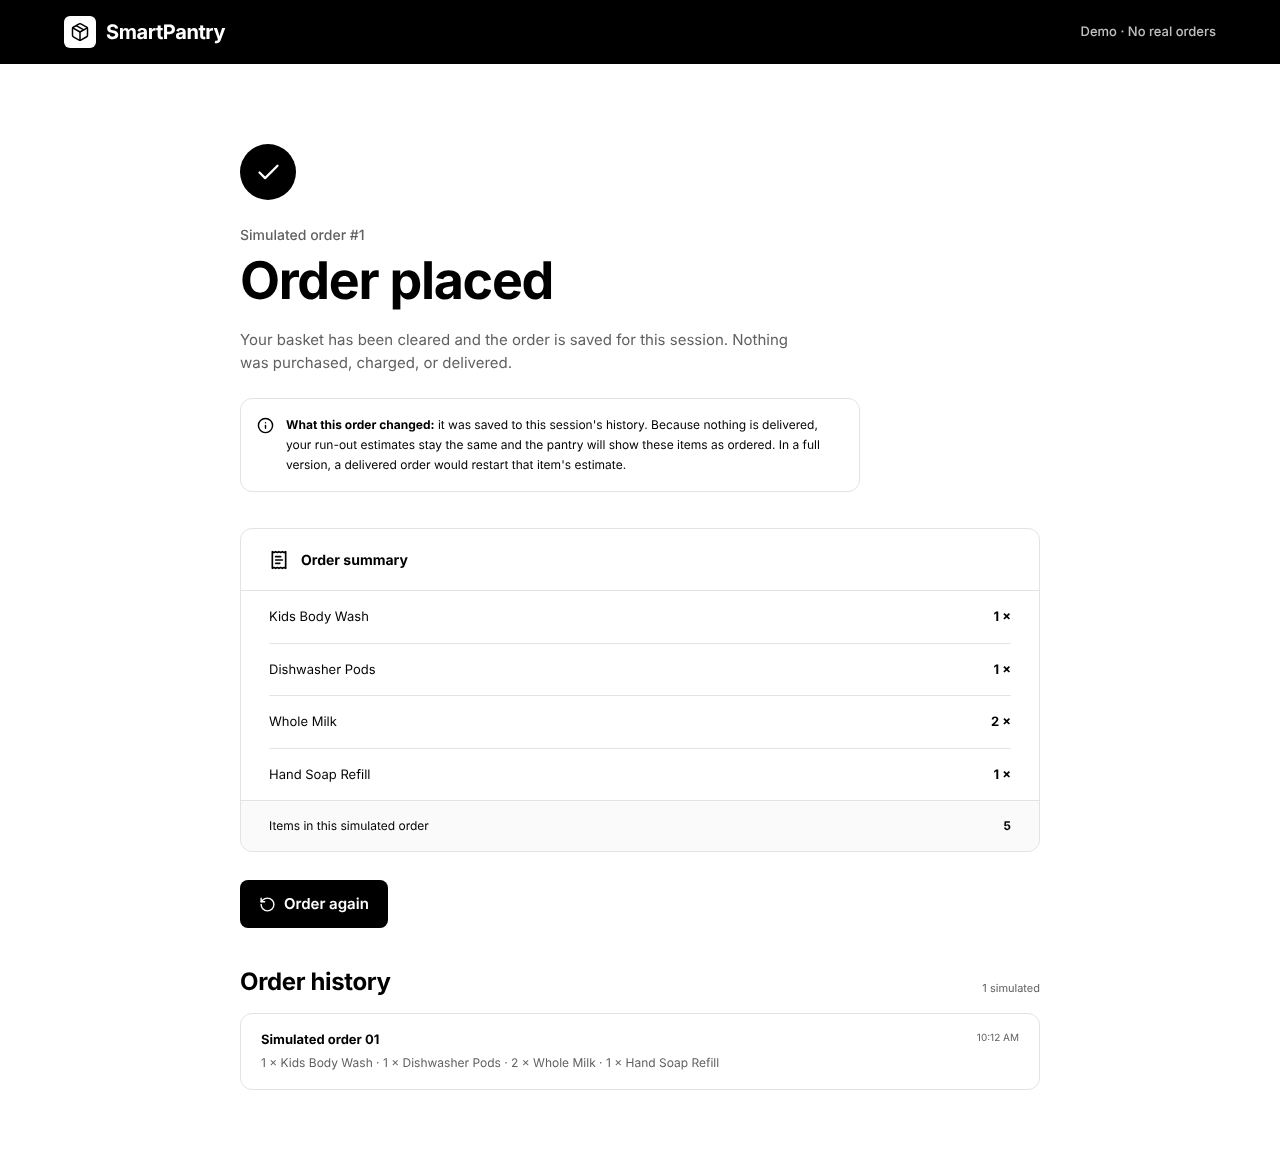 SmartPantry
Demo · No real orders
Simulated order #1
Order placed
Your basket has been cleared and the order is saved for this session. Nothing
was purchased, charged, or delivered.
What this order changed: it was saved to this session's history. Because nothing is delivered,
your run-out estimates stay the same and the pantry will show these items as ordered. In a full
version, a delivered order would restart that item's estimate.
Order summary
Kids Body Wash 1 ×
Dishwasher Pods 1 ×
Whole Milk 2 ×
Hand Soap Refill 1 ×
Items in this simulated order 5
Order again
Order history
1 simulated
Simulated order 01
10:12 AM
1 × Kids Body Wash · 1 × Dishwasher Pods · 2 × Whole Milk · 1 × Hand Soap Refill